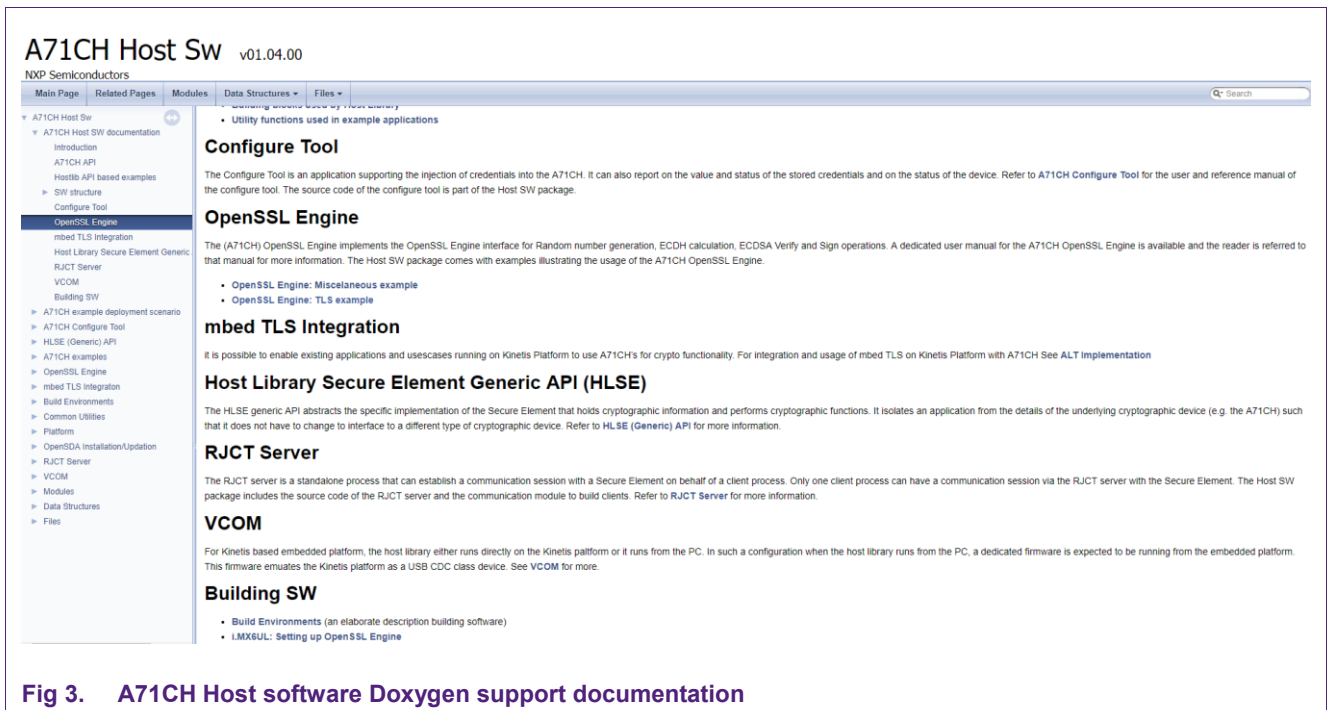 A71CH Host Sw v01.04.00
NXP Semiconductors
Main Page Related Pages Modules Data Structures Files
Search
A71CH Host Sw
A71CH Host SW documentation
Introduction
A71CH API
Hostlib API based examples
SW structure
Configure Tool
OpenSSL Engine
mbed TLS Integration
Host Library Secure Element Generic
RJCT Server
VCOM
Building SW
A71CH example deployment scenario
A71CH Configure Tool
HLSE (Generic) API
A71CH examples
OpenSSL Engine
mbed TLS Integraton
Build Environments
Common Utilities
Platform
OpenSDA Installation/Updation
RJCT Server
VCOM
Modules
Data Structures
Files
Building blocks used by Host Library
• Utility functions used in example applications
Configure Tool
The Configure Tool is an application supporting the injection of credentials into the A71CH. It can also report on the value and status of the stored credentials and on the status of the device. Refer to A71CH Configure Tool for the user and reference manual of
the configure tool. The source code of the configure tool is part of the Host SW package.
OpenSSL Engine
The (A71CH) OpenSSL Engine implements the OpenSSL Engine interface for Random number generation, ECDH calculation, ECDSA Verify and Sign operations. A dedicated user manual for the A71CH OpenSSL Engine is available and the reader is referred to
that manual for more information. The Host SW package comes with examples illustrating the usage of the A71CH OpenSSL Engine.
• OpenSSL Engine: Miscelaneous example
• OpenSSL Engine: TLS example
mbed TLS Integration
it is possible to enable existing applications and usescases running on Kinetis Platform to use A71CH's for crypto functionality. For integration and usage of mbed TLS on Kinetis Platform with A71CH See ALT Implementation
Host Library Secure Element Generic API (HLSE)
The HLSE generic API abstracts the specific implementation of the Secure Element that holds cryptographic information and performs cryptographic functions. It isolates an application from the details of the underlying cryptographic device (e.g. the A71CH) such
that it does not have to change to interface to a different type of cryptographic device. Refer to HLSE (Generic) API for more information.
RJCT Server
The RJCT server is a standalone process that can establish a communication session with a Secure Element on behalf of a client process. Only one client process can have a communication session via the RJCT server with the Secure Element. The Host SW
package includes the source code of the RJCT server and the communication module to build clients. Refer to RJCT Server for more information.
VCOM
For Kinetis based embedded platform, the host library either runs directly on the Kinetis paltform or it runs from the PC. In such a configuration when the host library runs from the PC, a dedicated firmware is expected to be running from the embedded platform.
This firmware emuates the Kinetis platform as a USB CDC class device. See VCOM for more.
Building SW
• Build Environments (an elaborate description building software)
• i.MX6UL: Setting up OpenSSL Engine
Fig 3. A71CH Host software Doxygen support documentation